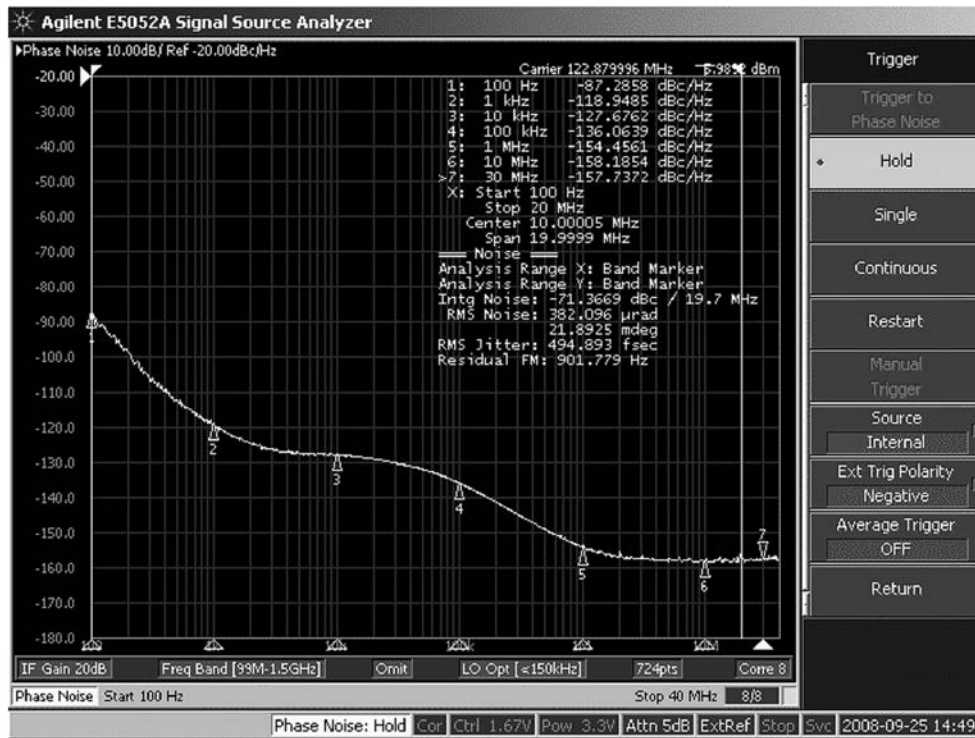 Agilent E5052A Signal Source Analyzer
Phase Noise 10.00dB/ Ref -20.00dBc/Hz
Carrier 122.879996 MHz dBm
1: 100 Hz -87.2858 dBc/Hz
2: 1 kHz -118.9485 dBc/Hz
3: 10 kHz -127.6762 dBc/Hz
4: 100 kHz -136.0639 dBc/Hz
5: 1 MHz -154.4561 dBc/Hz
6: 10 MHz -158.1854 dBc/Hz
>7: 30 MHz -157.7372 dBc/Hz
X: Start 100 Hz
Stop 20 MHz
Center 10.00005 MHz
Span 19.9999 MHz
=== Noise ===
Analysis Range X: Band Marker
Analysis Range Y: Band Marker
Intg Noise: -71.3669 dBc / 19.7 MHz
RMS Noise: 382.096 µrad
21.8925 mdeg
RMS Jitter: 494.893 fsec
Residual FM: 901.779 Hz
-20.00
-30.00
-40.00
-50.00
-60.00
-70.00
-80.00
-90.00
-100.0
-110.0
-120.0
-130.0
-140.0
-150.0
-160.0
-170.0
-180.0
1
2
3
4
5
6
7
IF Gain 20dB
Freq Band [99M-1.5GHz]
Omit
LO Opt [≤150kHz]
724pts
Corre 8
Phase Noise Start 100 Hz
Stop 40 MHz
8/8
Phase Noise: Hold
Cor
Ctrl 1.67V
Pow 3.3V
Attn 5dB
ExtRef
Stop
Svc
2008-09-25 14:49
Trigger
Trigger to
Phase Noise
Hold
Single
Continuous
Restart
Manual
Trigger
Source
Internal
Ext Trig Polarity
Negative
Average Trigger
OFF
Return